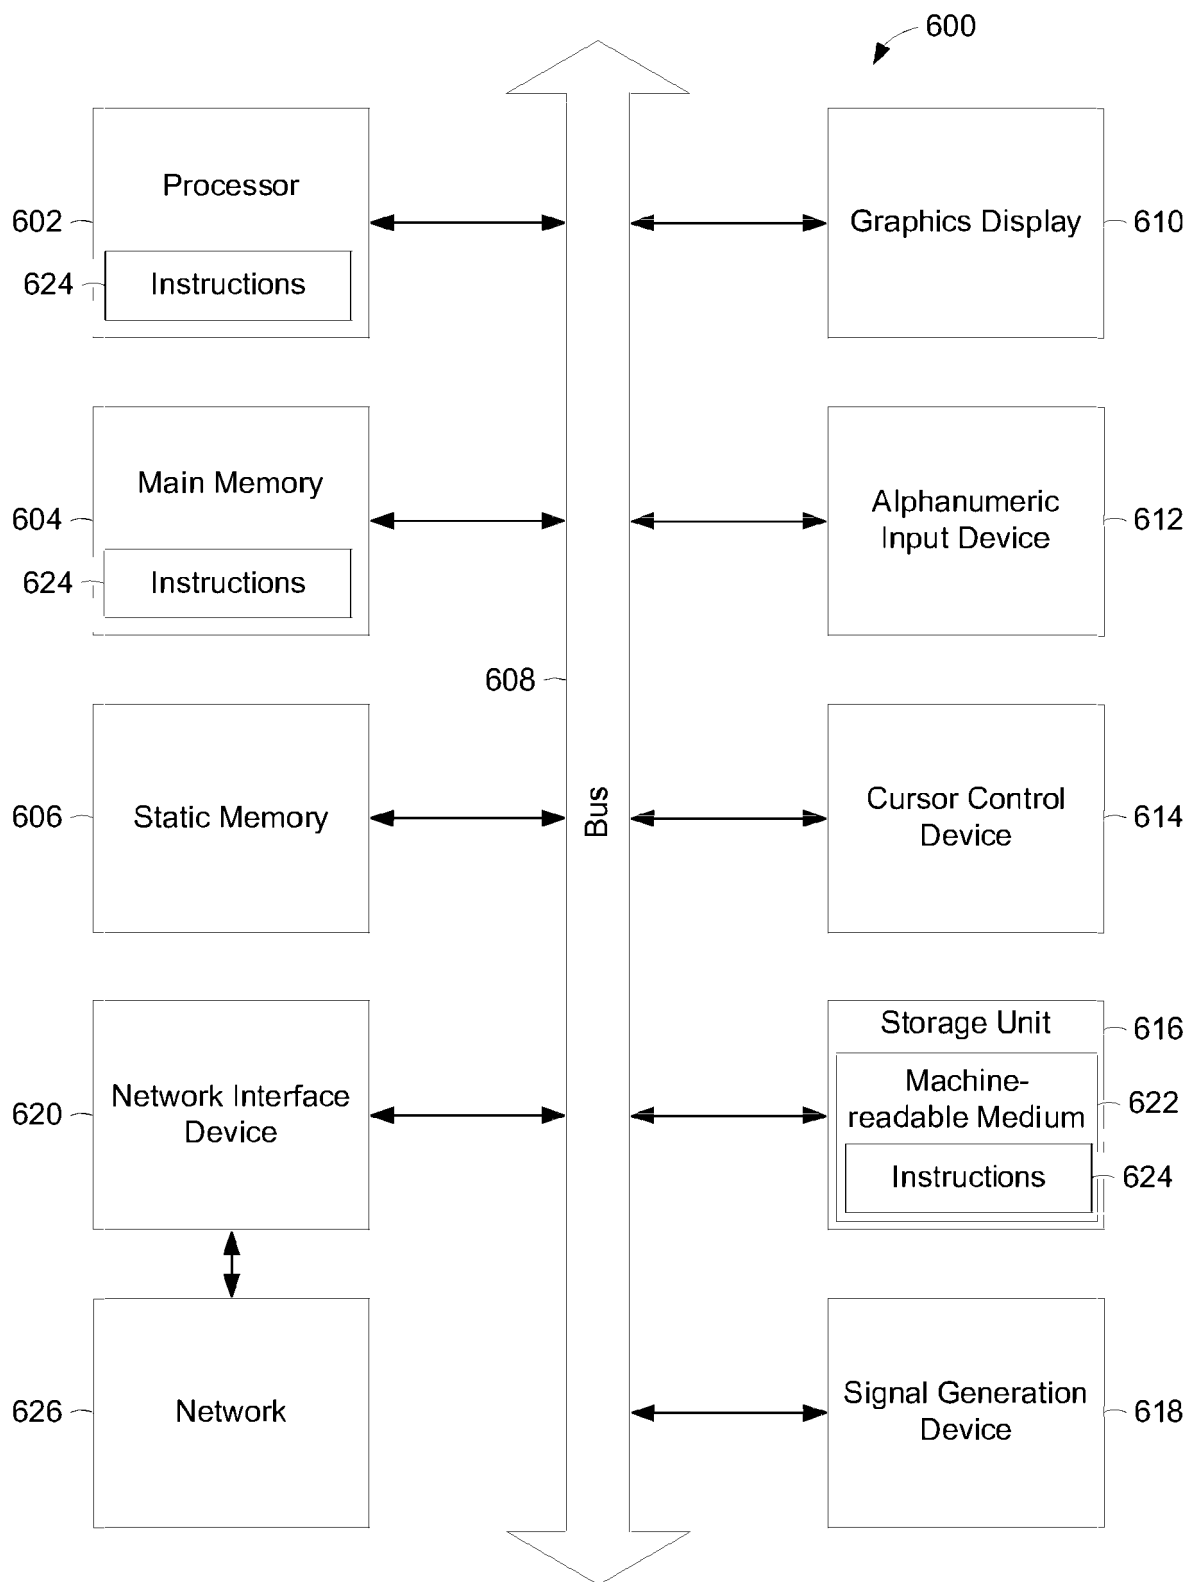 600
Processor
602
624
Instructions
Graphics Display
610
Main Memory
604
624
Instructions
Alphanumeric
Input Device
612
608
Bus
606
Static Memory
Cursor Control
Device
614
620
Network Interface
Device
Storage Unit
616
Machine-
readable Medium
622
Instructions
624
626
Network
Signal Generation
Device
618